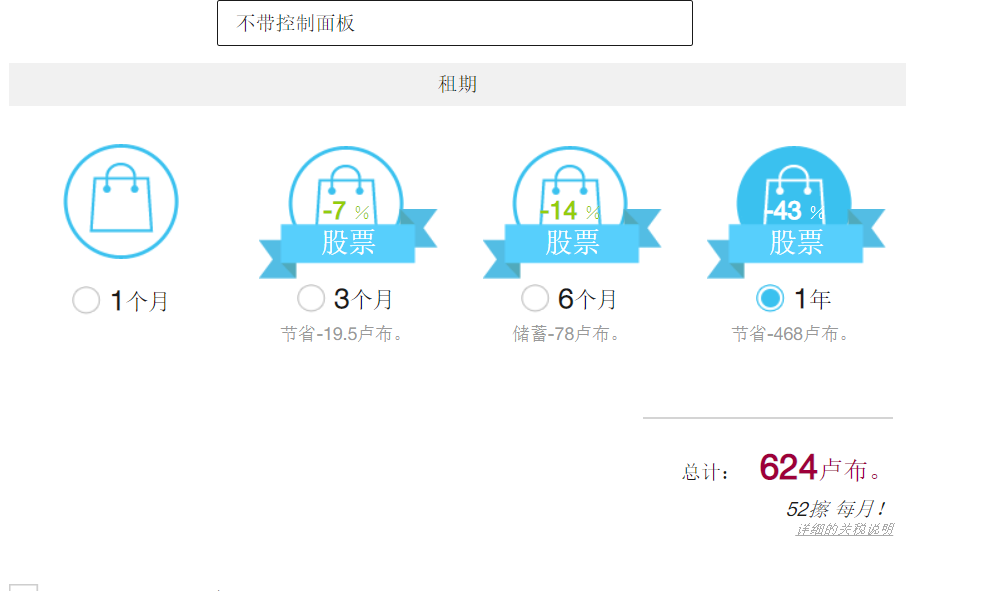 不带控制面板
租期
-7 %
股票
-14 %
股票
-43 %
股票
1个月
3个月
6个月
1年
节省-19.5卢布。
储蓄-78卢布。
节省-468卢布。
总计： 624卢布。
52擦 每月！
详细的关税说明